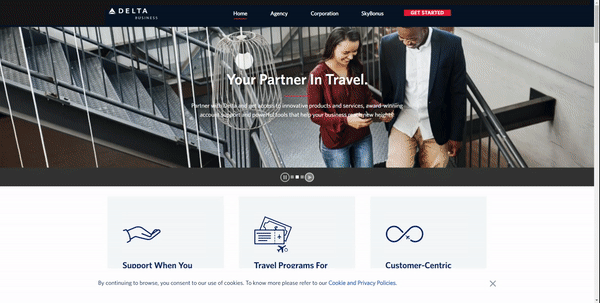 DELTA
BUSINESS
Home
Agency
Corporation
SkyBonus
GET STARTED
Your Partner In Travel.
Partner with Delta and get access to innovative products and services, award-winning
account support and powerful tools that help your business reach new heights.
Support When You
Travel Programs For
Customer-Centric
By continuing to browse, you consent to our use of cookies. To know more please refer to our Cookie and Privacy Policies.